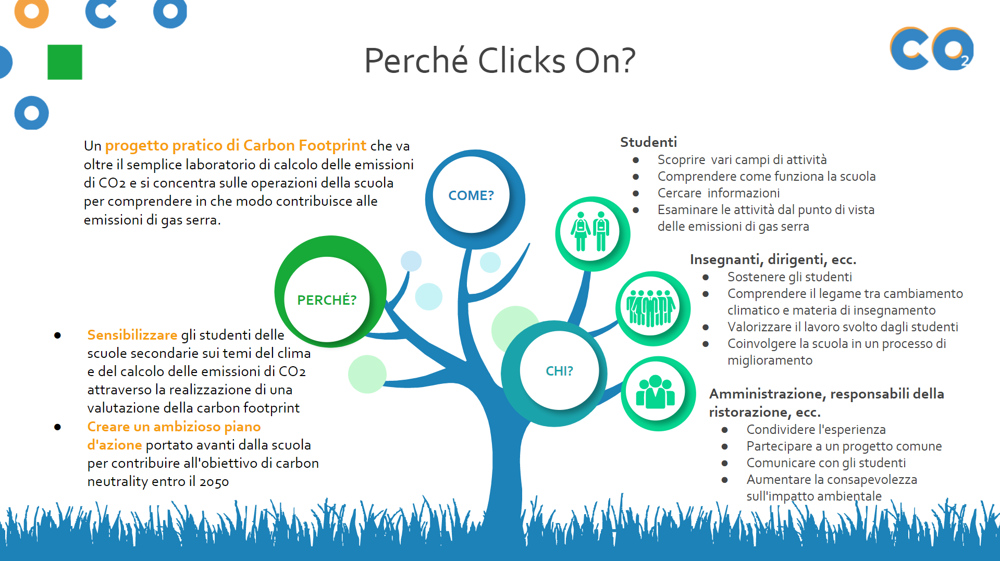 Perché Clicks On?
CO2
Un progetto pratico di Carbon Footprint che va
oltre il semplice laboratorio di calcolo delle emissioni
di CO2 e si concentra sulle operazioni della scuola
per comprendere in che modo contribuisce alle
emissioni di gas serra.
COME?
PERCHÉ?
● Sensibilizzare gli studenti delle
scuole secondarie sui temi del clima
e del calcolo delle emissioni di CO2
attraverso la realizzazione di una
valutazione della carbon footprint
● Creare un ambizioso piano
d'azione portato avanti dalla scuola
per contribuire all'obiettivo di carbon
neutrality entro il 2050
CHI?
Studenti
● Scoprire vari campi di attività
● Comprendere come funziona la scuola
● Cercare informazioni
● Esaminare le attività dal punto di vista
delle emissioni di gas serra
Insegnanti, dirigenti, ecc.
● Sostenere gli studenti
● Comprendere il legame tra cambiamento
climatico e materia di insegnamento
● Valorizzare il lavoro svolto dagli studenti
● Coinvolgere la scuola in un processo di
miglioramento
Amministrazione, responsabili della
ristorazione, ecc.
● Condividere l'esperienza
● Partecipare a un progetto comune
● Comunicare con gli studenti
● Aumentare la consapevolezza
sull'impatto ambientale